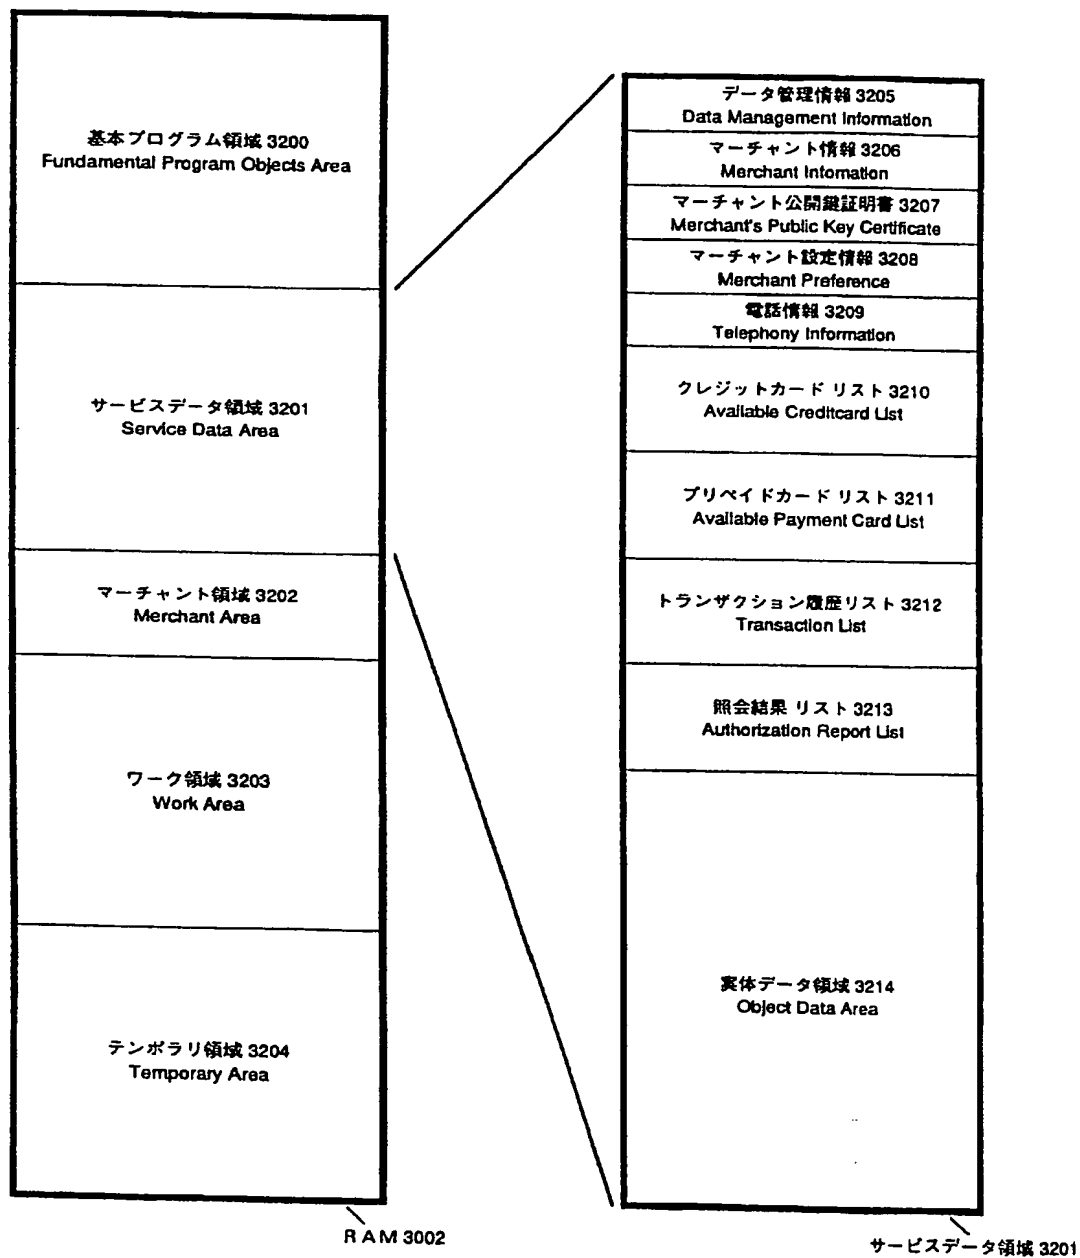 基本プログラム領域 3200
Fundamental Program Objects Area
サービスデータ領域 3201
Service Data Area
マーチャント領域 3202
Merchant Area
ワーク領域 3203
Work Area
テンポラリ領域 3204
Temporary Area
RAM 3002
データ管理情報 3205
Data Management Information
マーチャント情報 3206
Merchant Infomation
マーチャント公開鍵証明書 3207
Merchant's Public Key Certificate
マーチャント設定情報 3208
Merchant Preference
電話情報 3209
Telephony Information
クレジットカード リスト 3210
Available Creditcard List
プリペイドカード リスト 3211
Available Payment Card List
トランザクション履歴リスト 3212
Transaction List
照会結果 リスト 3213
Authorization Report List
実体データ領域 3214
Object Data Area
サービスデータ領域 3201